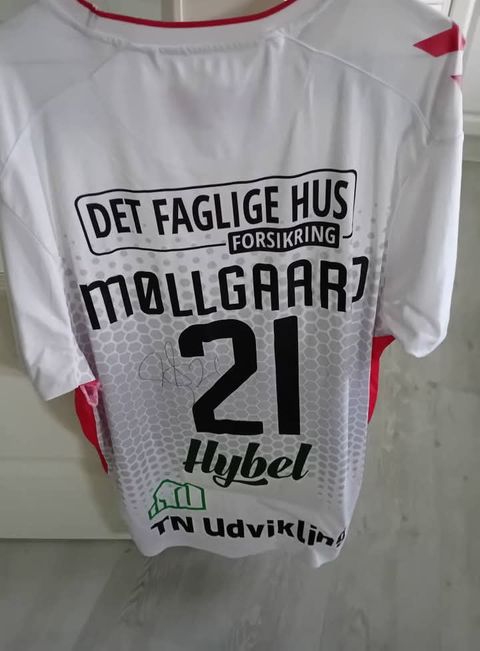 DET FAGLIGE HUS
FORSIKRING
MØLLGAARD
21
Hybel
TN Udvikling